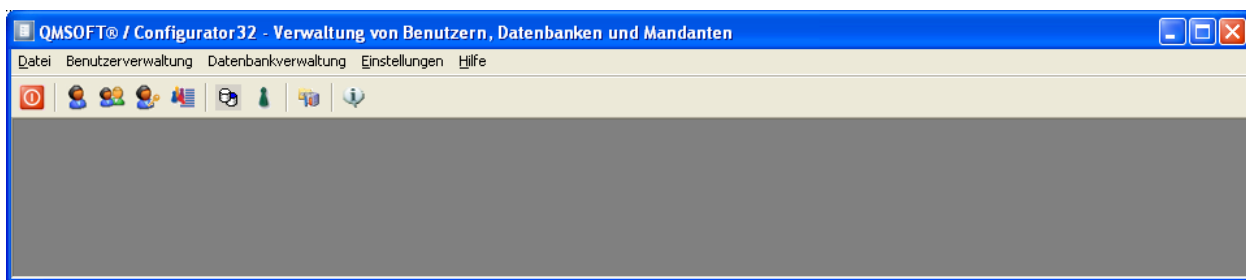 QMSOFT® / Configurator32 - Verwaltung von Benutzern, Datenbanken und Mandanten
Datei Benutzerverwaltung Datenbankverwaltung Einstellungen Hilfe